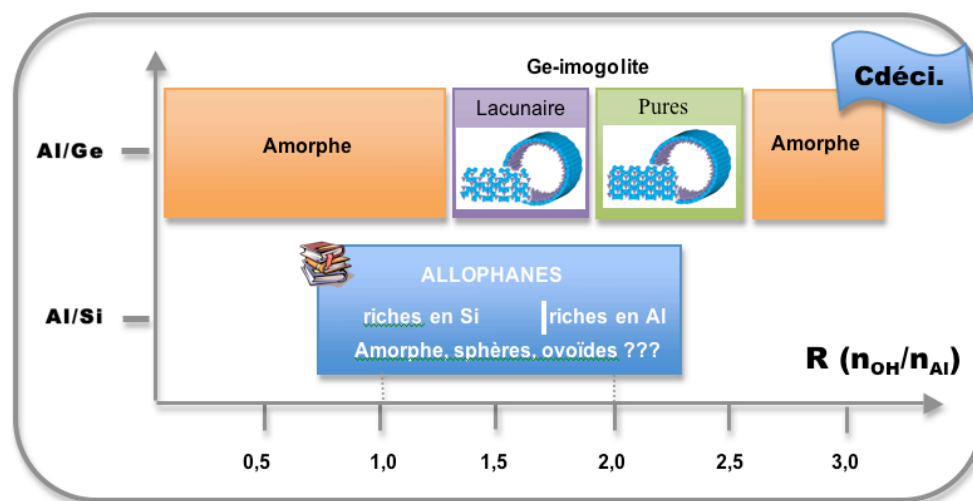 Cdéci.
Ge-imogolite
Lacunaire
Pures
Al/Ge
Amorphe
Amorphe
ALLOPHANES
Al/Si
riches en Si
riches en Al
Amorphe, sphères, ovoïdes ???
R (nOH/nAl)
0,5
1,0
1,5
2,0
2,5
3,0